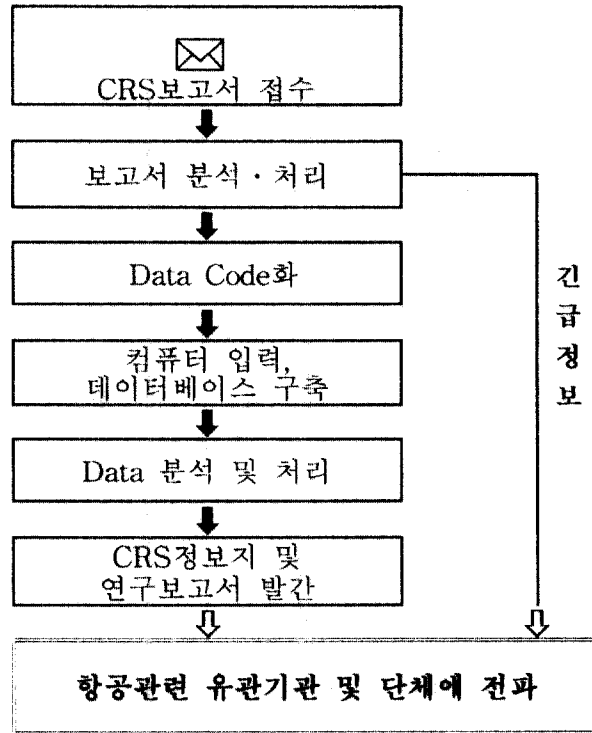 CRS보고서 접수
보고서 분석·처리
Data Code화
긴
급
정
보
컴퓨터 입력,
데이터베이스 구축
Data 분석 및 처리
CRS정보지 및
연구보고서 발간
항공관련 유관기관 및 단체에 전파